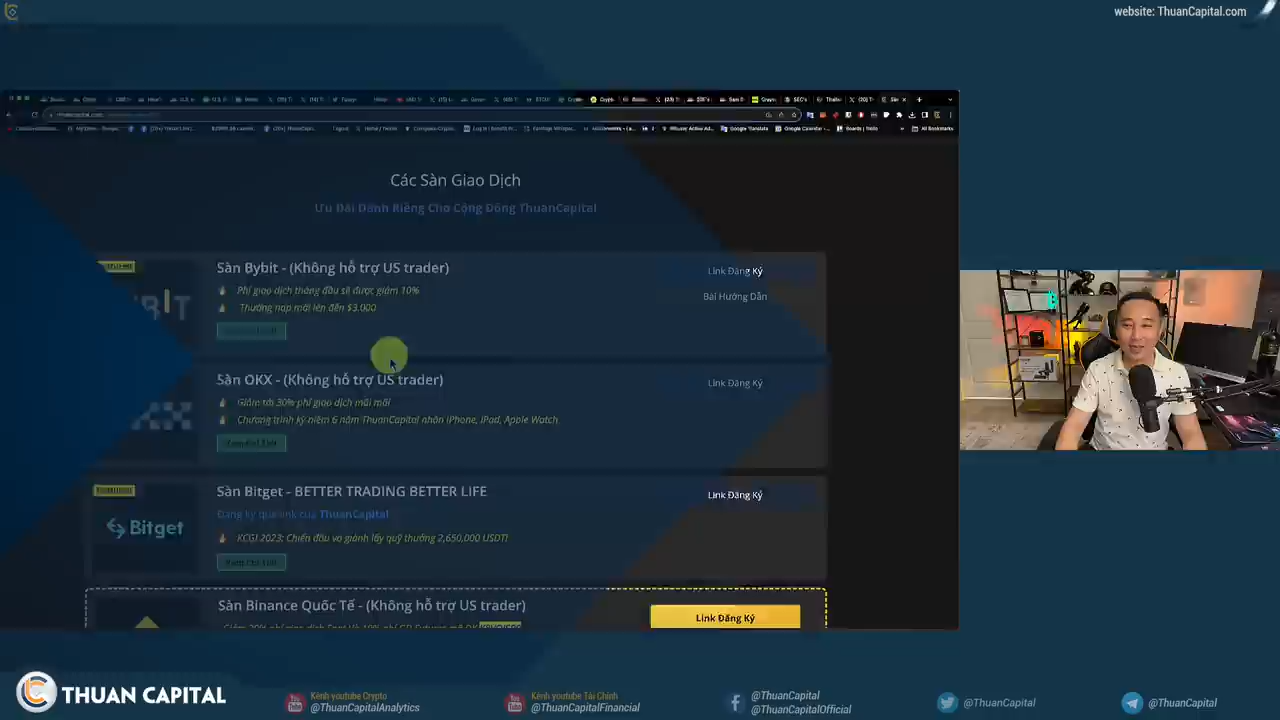 website: ThuanCapital.com
Các Sàn Giao Dịch
Ưu Đãi Dành Riêng Cho Cộng Đồng ThuanCapital
Sàn Bybit - (Không hỗ trợ US trader)
Link Đăng Ký
Phí giao dịch tháng đầu sẽ được giảm 10%
Bài Hướng Dẫn
Thưởng nạp mới lên đến $3.000
Sàn OKX - (Không hỗ trợ US trader)
Link Đăng Ký
Giảm tới 30% phí giao dịch mãi mãi
Chương trình kỷ niệm 6 năm ThuanCapital nhận iPhone, iPad, Apple Watch
Sàn Bitget - BETTER TRADING BETTER LIFE
Link Đăng Ký
Đăng ký qua link của ThuanCapital
Bitget
KCGI 2023: Chiến đấu và giành lấy quỹ thưởng 2,650,000 USDT!
Sàn Binance Quốc Tế - (Không hỗ trợ US trader)
Link Đăng Ký
THUAN CAPITAL
Kênh youtube Crypto
@ThuanCapitalAnalytics
Kênh youtube Tài Chính
@ThuanCapitalFinancial
@ThuanCapital
@ThuanCapitalOfficial
@ThuanCapital
@ThuanCapital